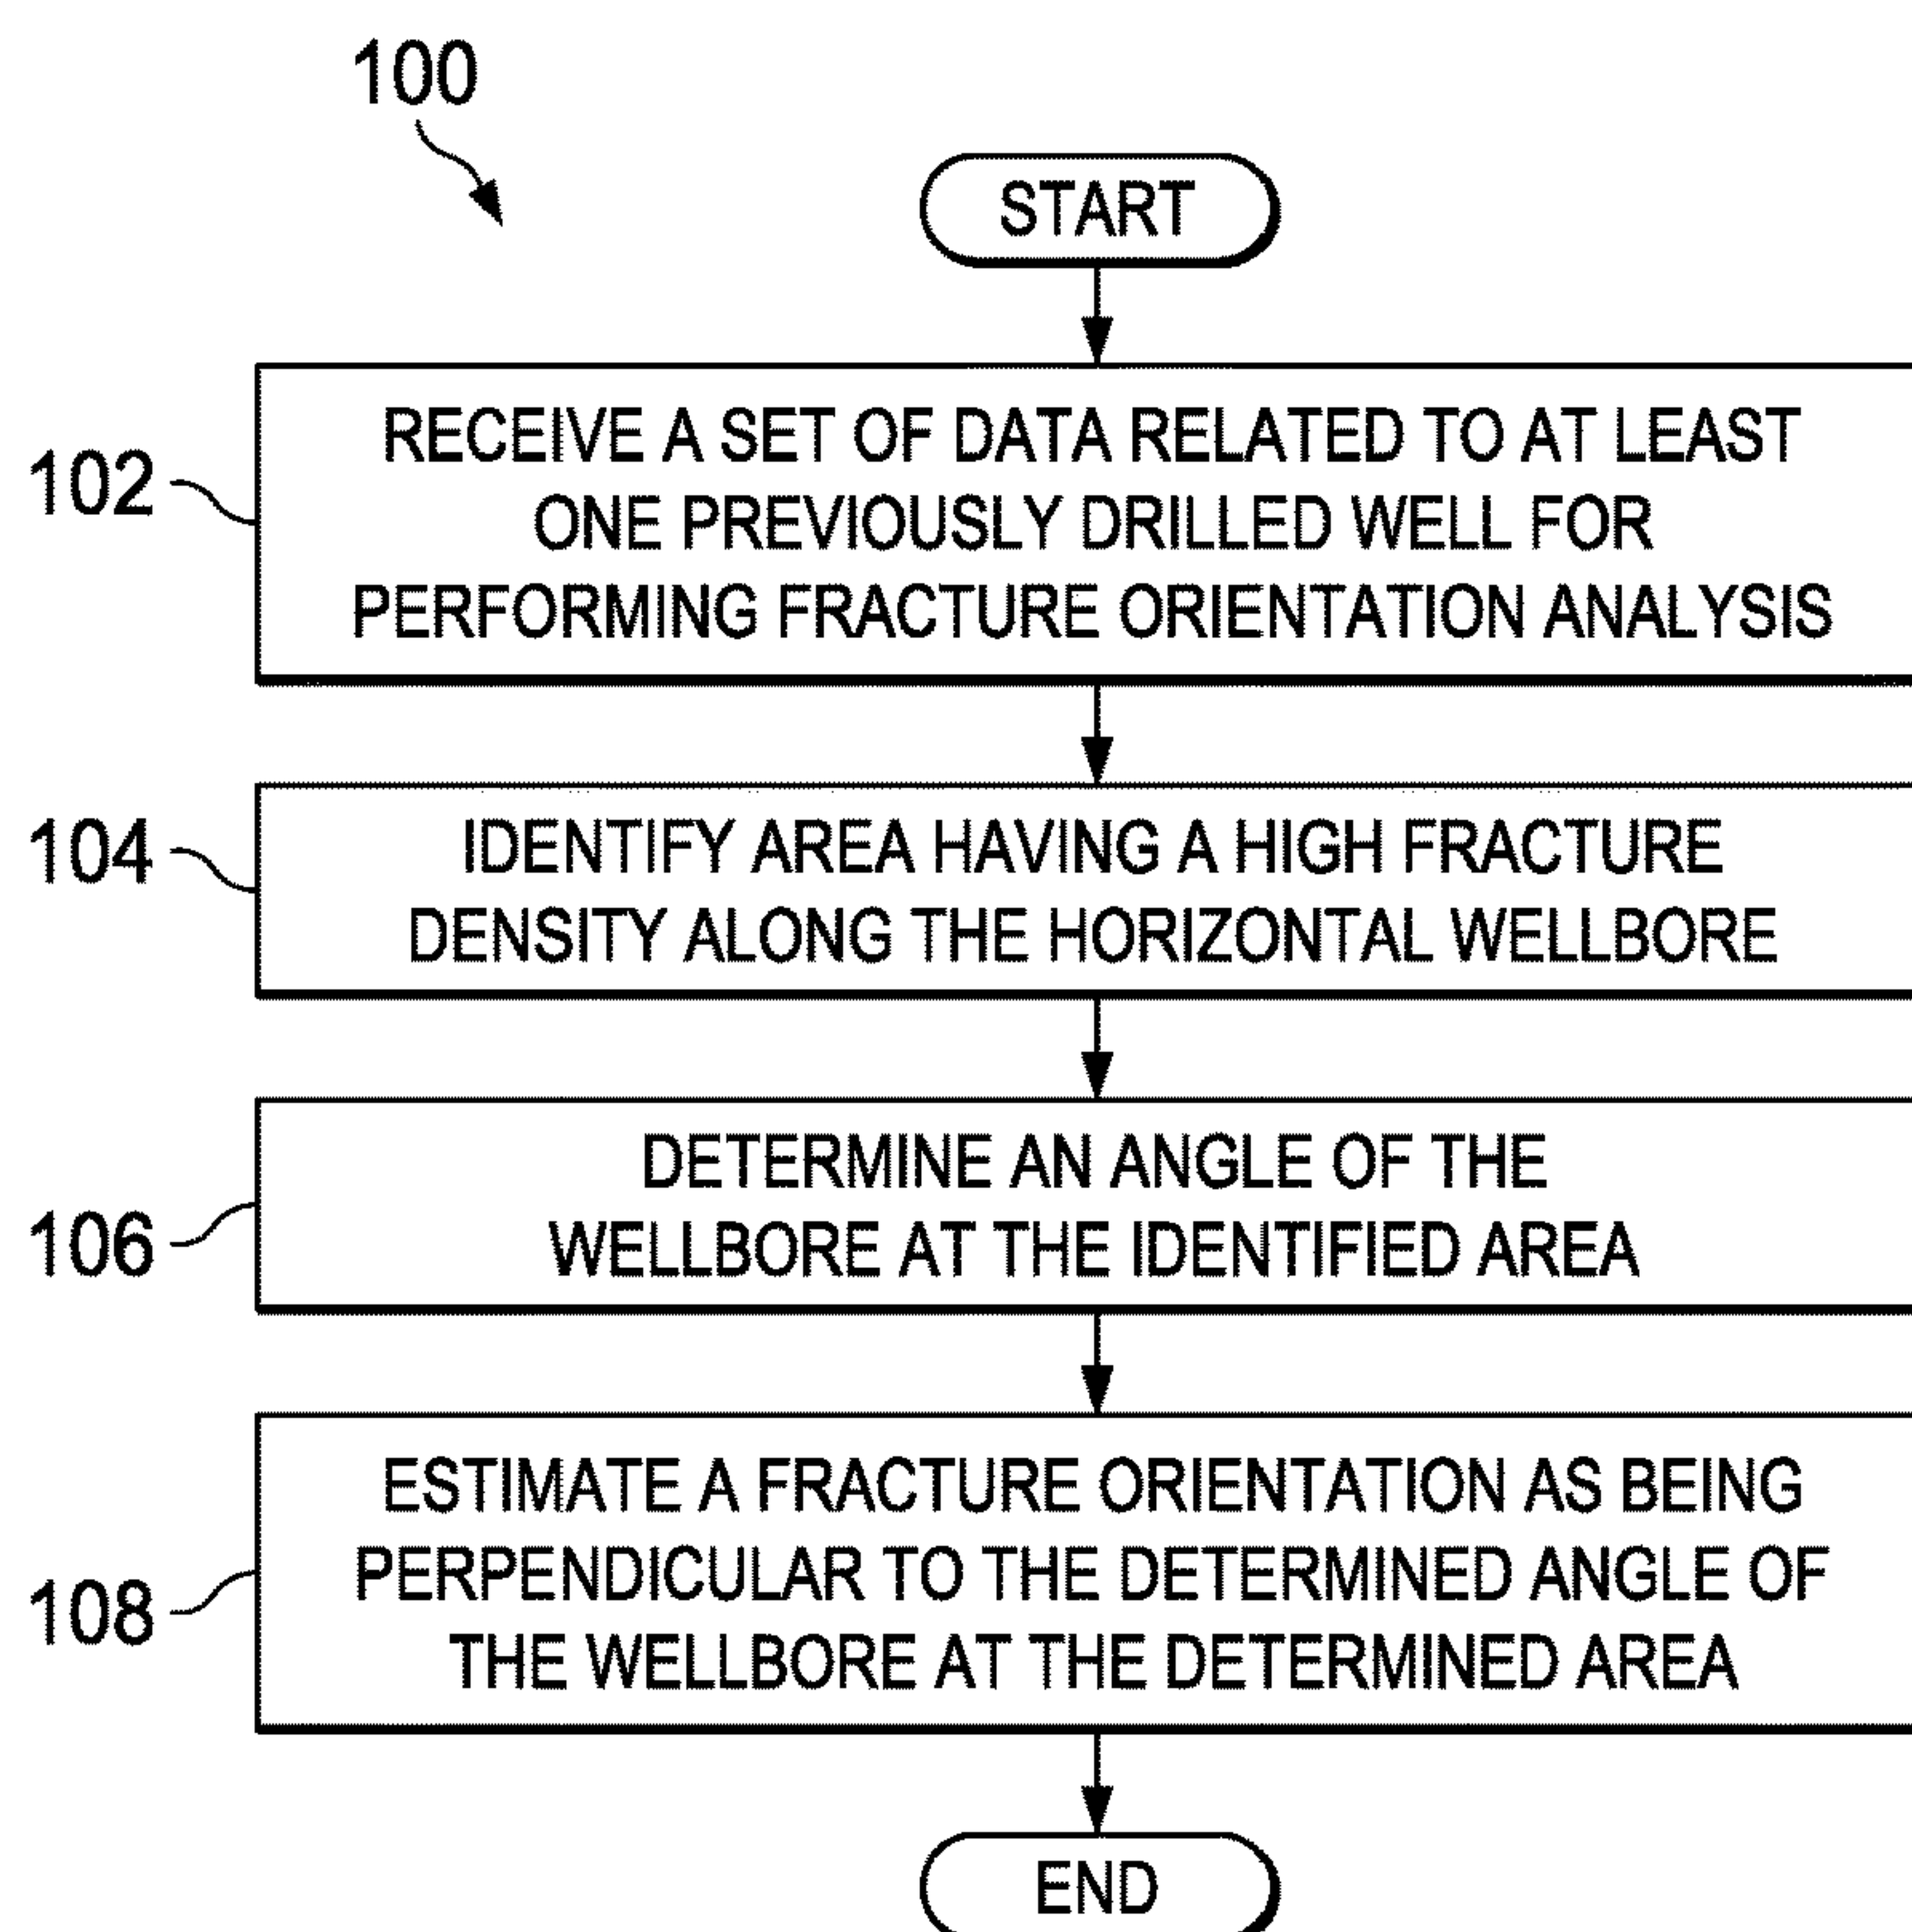 100
START
102
RECEIVE A SET OF DATA RELATED TO AT LEAST
ONE PREVIOUSLY DRILLED WELL FOR
PERFORMING FRACTURE ORIENTATION ANALYSIS
104
IDENTIFY AREA HAVING A HIGH FRACTURE
DENSITY ALONG THE HORIZONTAL WELLBORE
106
DETERMINE AN ANGLE OF THE
WELLBORE AT THE IDENTIFIED AREA
108
ESTIMATE A FRACTURE ORIENTATION AS BEING
PERPENDICULAR TO THE DETERMINED ANGLE OF
THE WELLBORE AT THE DETERMINED AREA
END